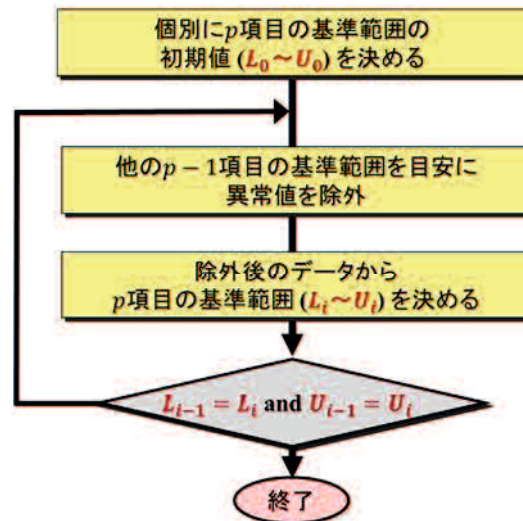 個別にp項目の基準範囲の
初期値 (L₀～U₀) を決める
他のp − 1項目の基準範囲を目安に
異常値を除外
除外後のデータから
p項目の基準範囲 (Lᵢ～Uᵢ) を決める
Lᵢ₋₁ = Lᵢ and Uᵢ₋₁ = Uᵢ
終了